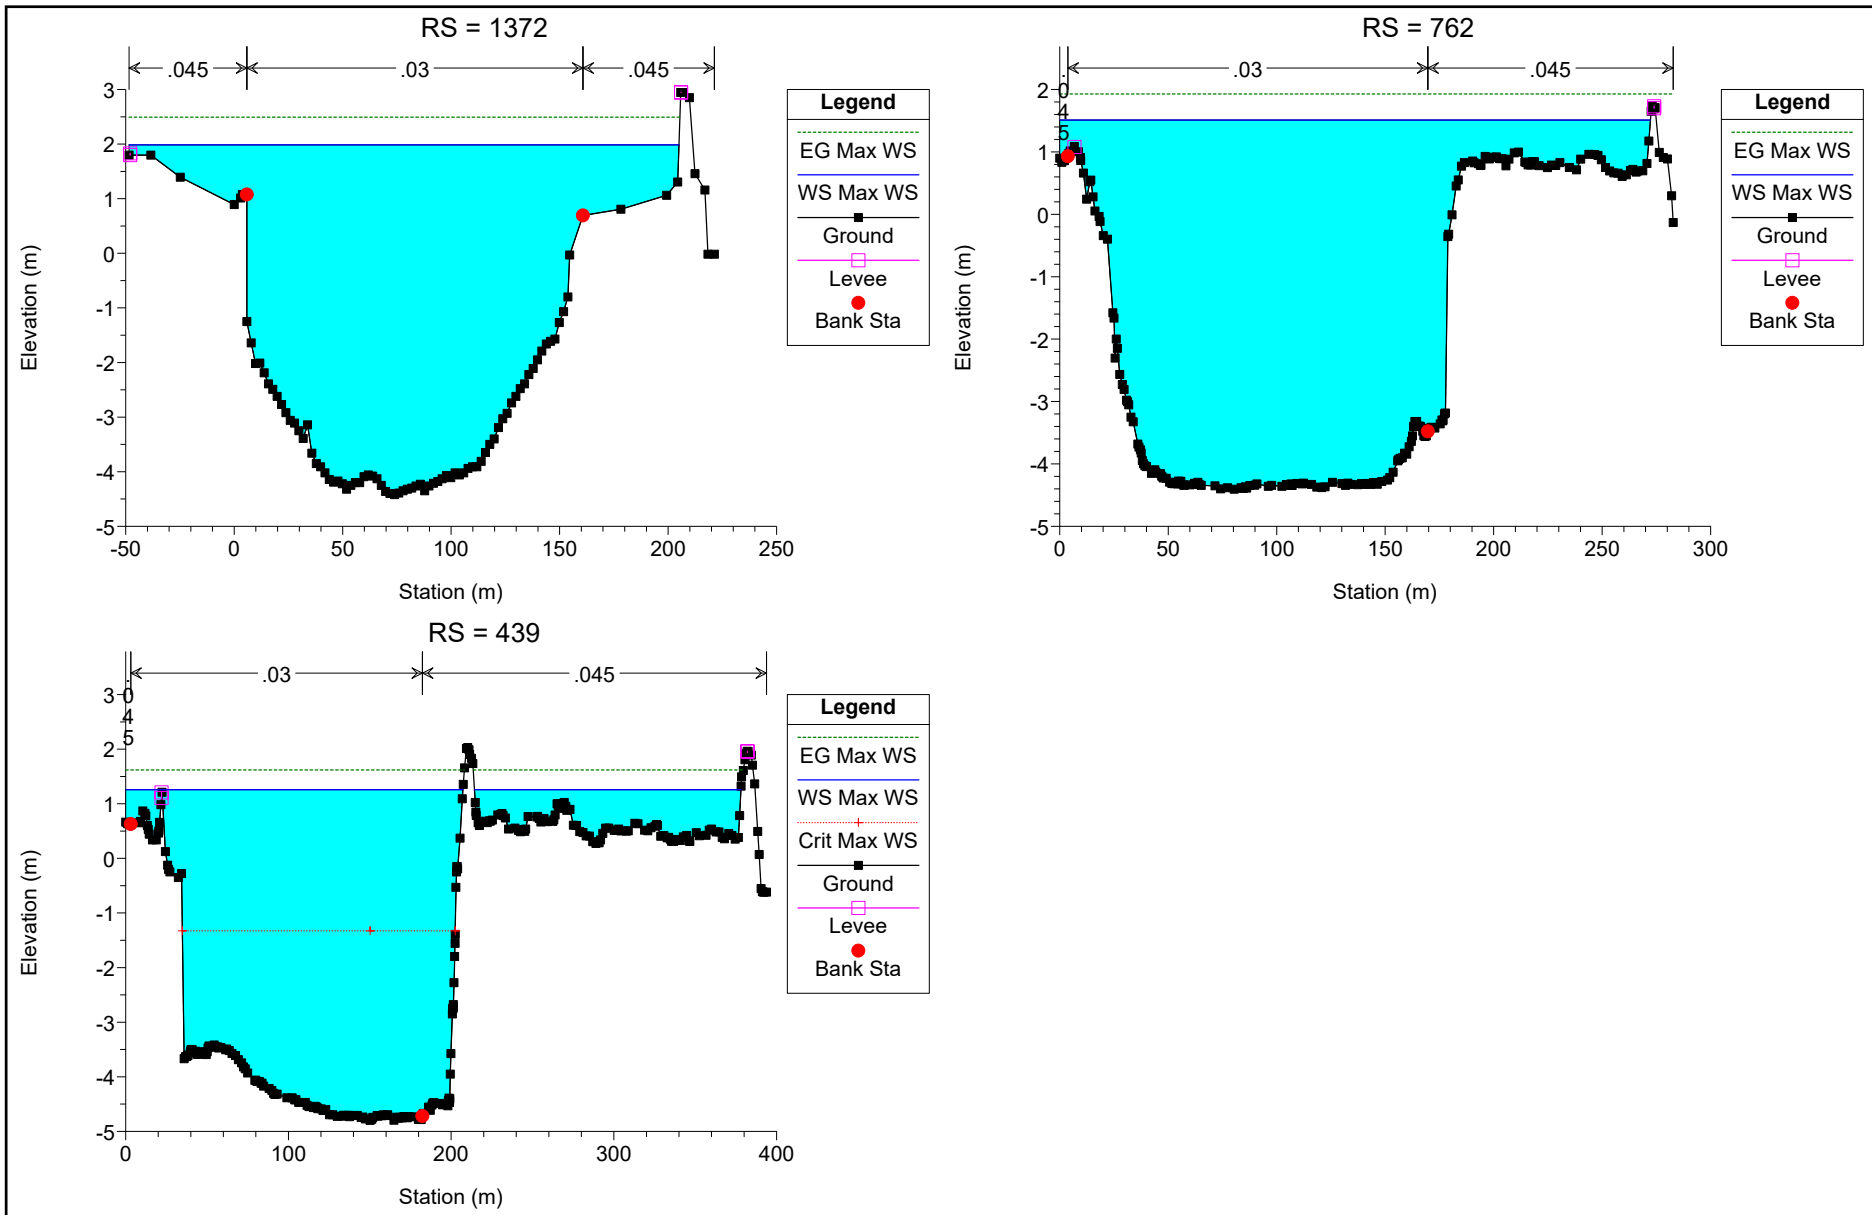 RS = 1372
.045
.03
.045
3
2
1
0
-1
-2
-3
-4
-5
-50
0
50
100
150
200
250
Elevation (m)
Station (m)
Legend
EG Max WS
WS Max WS
Ground
Levee
Bank Sta
RS = 762
.045
.03
.045
2
1
0
-1
-2
-3
-4
-5
0
50
100
150
200
250
300
Elevation (m)
Station (m)
Legend
EG Max WS
WS Max WS
Ground
Levee
Bank Sta
RS = 439
.045
.03
.045
3
2
1
0
-1
-2
-3
-4
-5
0
100
200
300
400
Elevation (m)
Station (m)
Legend
EG Max WS
WS Max WS
Crit Max WS
Ground
Levee
Bank Sta